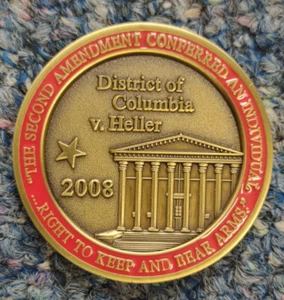 "THE SECOND AMENDMENT CONFERRED AN INDIVIDUAL
...RIGHT TO KEEP AND BEAR ARMS."
District of
Columbia
v. Heller
2008